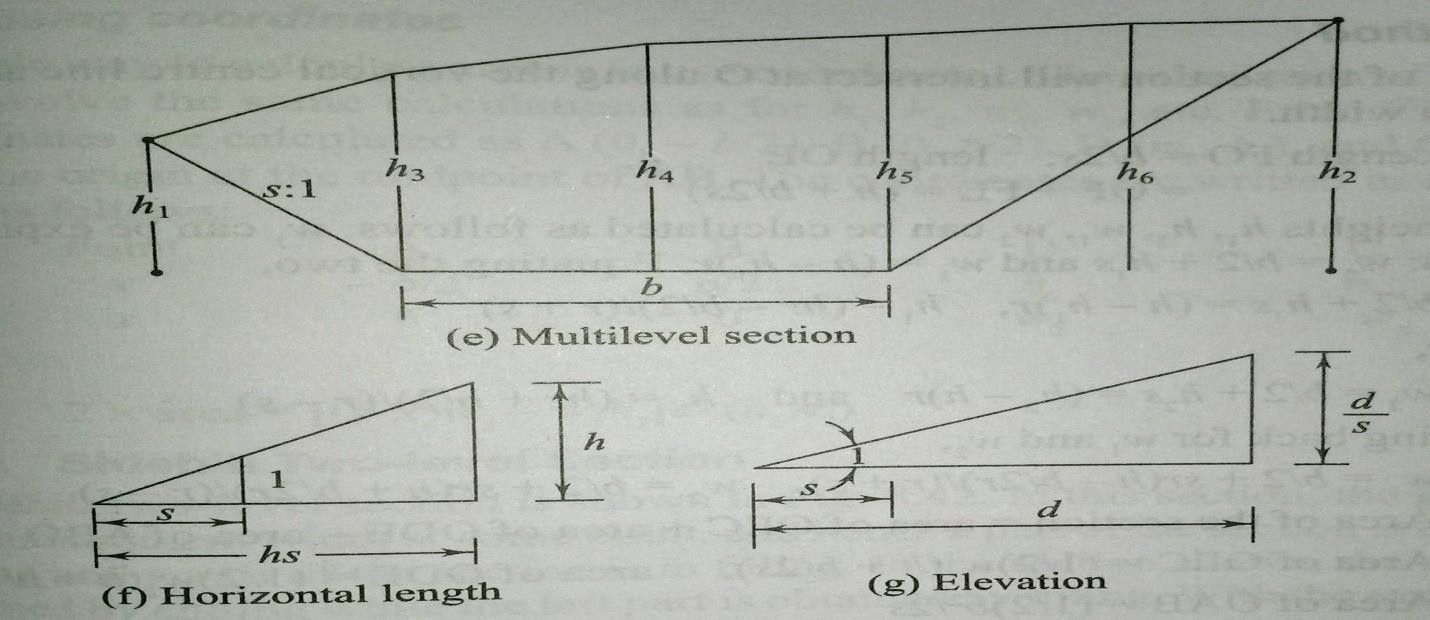 h₃ h₄ h₅ h₆ h₂
s:1
h₁
b
(e) Multilevel section
d/s
h
1
1
s
s
d
hs
(g) Elevation
(f) Horizontal length